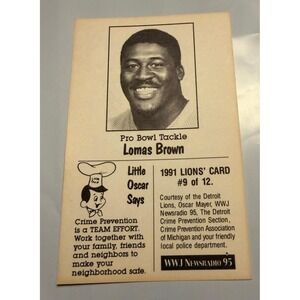 Pro Bowl Tackle
Lomas Brown
Little
Oscar
Says
Crime Prevention
is a TEAM EFFORT.
Work together with
your family, friends
and neighbors to
make your
neighborhood safe.
1991 LIONS' CARD
#9 of 12.
Courtesy of the Detroit
Lions, Oscar Mayer, WWJ
Newsradio 95, The Detroit
Crime Prevention Section,
Crime Prevention Association
of Michigan and your friendly
local police department.
WWJ NEWSRADIO 95